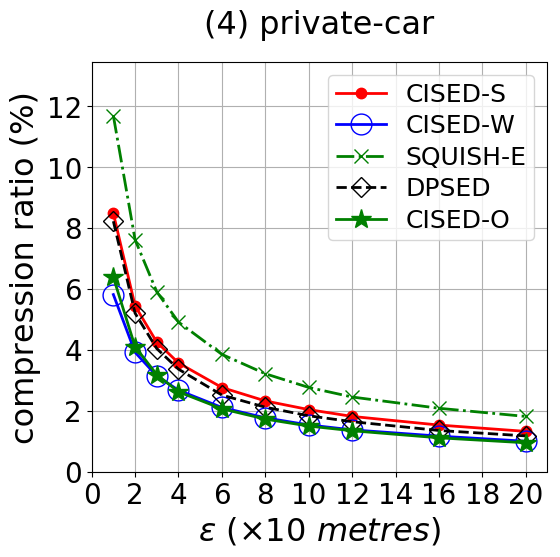 (4) private-car
compression ratio (%)
12
10
8
6
4
2
0
CISED-S
CISED-W
SQUISH-E
DPSED
CISED-O
0 2 4 6 8 10 12 14 16 18 20
ε (×10 metres)